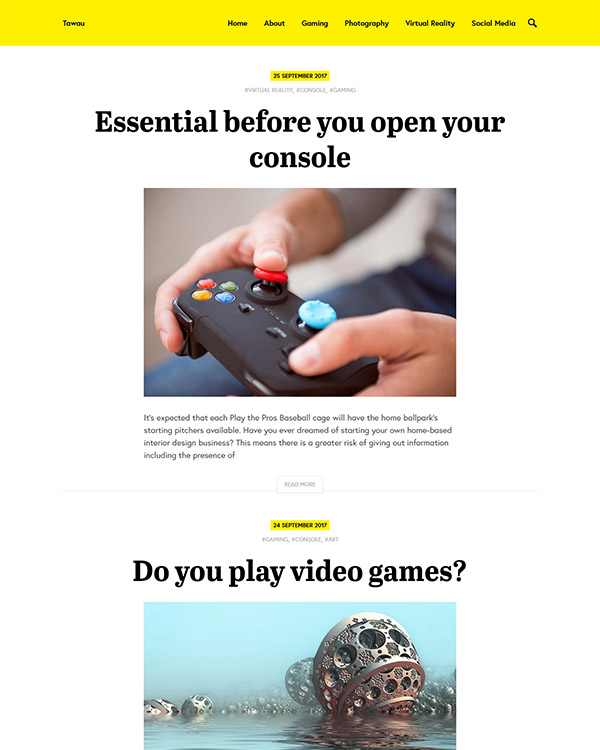 Tawau
Home About Gaming Photography Virtual Reality Social Media
25 SEPTEMBER 2017
#VIRTUAL REALITY, #CONSOLE, #GAMING
Essential before you open your
console
It's expected that each Play the Pros Baseball cage will have the home ballpark's
starting pitchers available. Have you ever dreamed of starting your own home-based
interior design business? This means there is a greater risk of giving out information
including the presence of
READ MORE
24 SEPTEMBER 2017
#GAMING, #CONSOLE, #ART
Do you play video games?